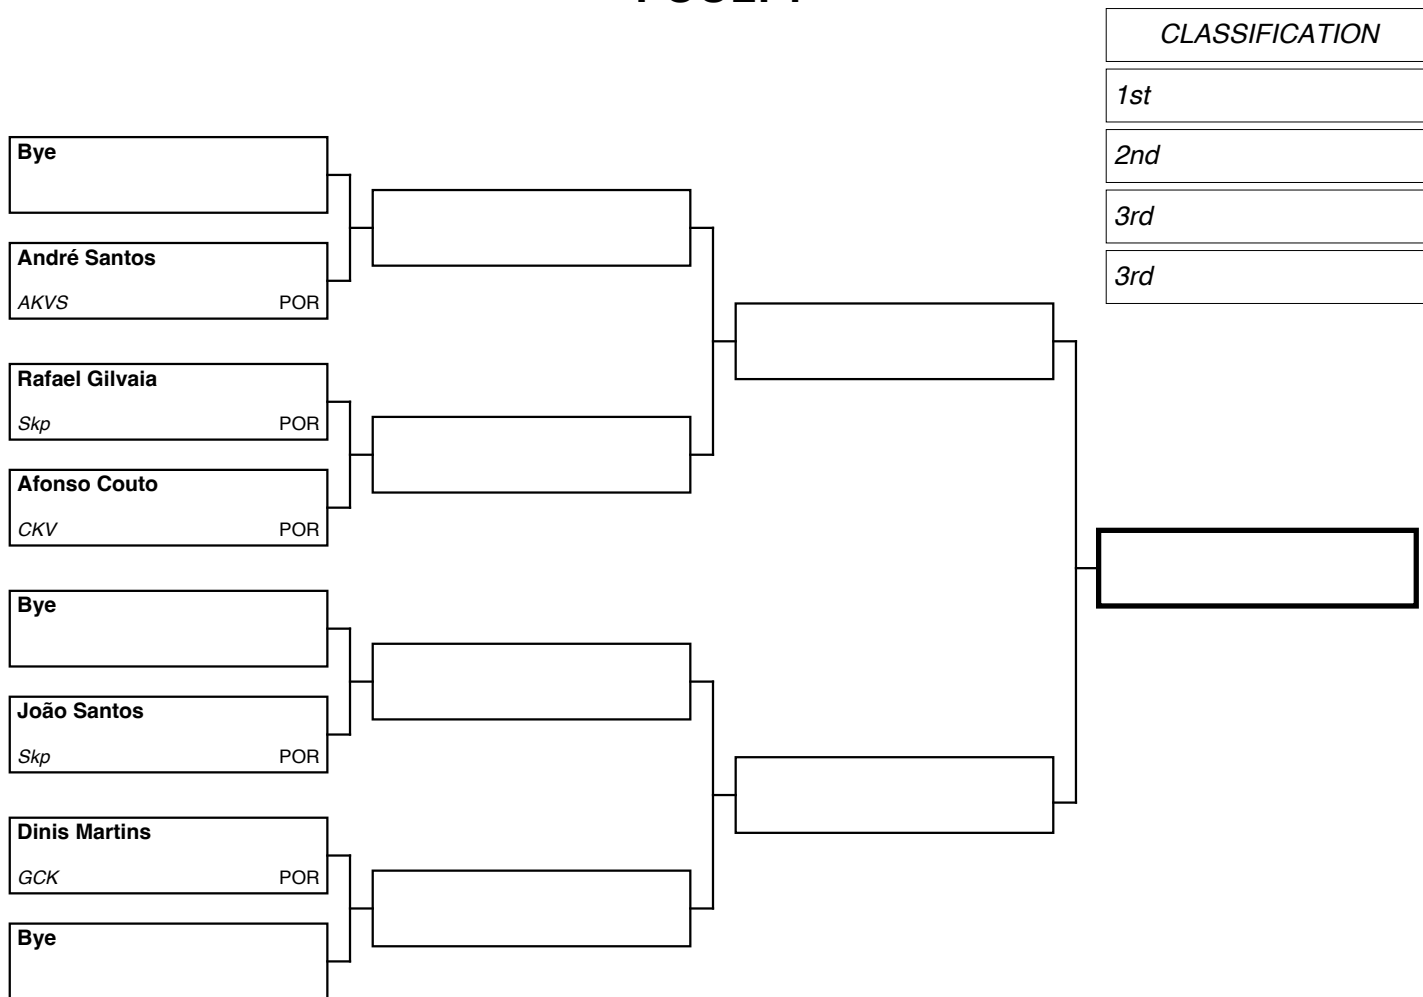 CLASSIFICATION
1st
2nd
3rd
3rd
Bye
André Santos
AKVS POR
Rafael Gilvaia
Skp POR
Afonso Couto
CKV POR
Bye
João Santos
Skp POR
Dinis Martins
GCK POR
Bye